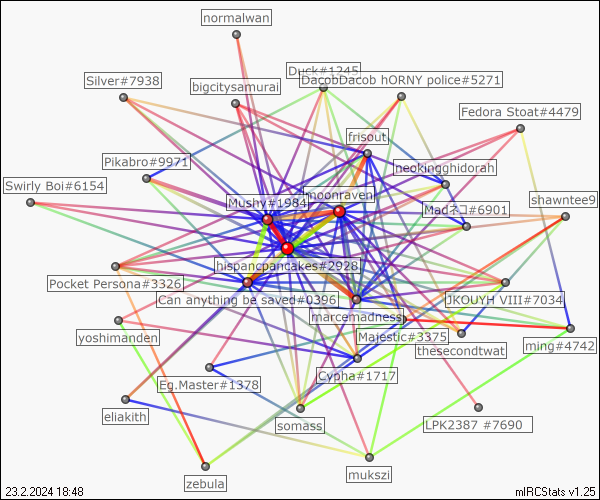 normalwan
Duck#1245
DacobDacob hORNY police#5271
Silver#7938
bigcitysamurai
Fedora Stoat#4479
frisout
Pikabro#9971
neokingghidorah
Swirly Boi#6154
moonraven
Mushy#1984
shawntee9
Madネコ#6901
hispancpancakes#2928
Pocket Persona#3326
Can anything be saved#0396
JKOUYH VIII#7034
marcemadness
yoshimanden
Majestic#3375
thesecondtwat
ming#4742
Cypha#1717
Eg.Master#1378
eliakith
somass
LPK2387 #7690
mukszi
zebula
23.2.2024 18:48
mIRCStats v1.25